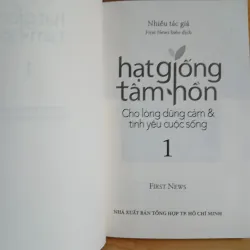 Nhiều tác giả
First News biên dịch
hạt giống
tâm hồn
Cho lòng dũng cảm &
tình yêu cuộc sống
1
FIRST NEWS
NHÀ XUẤT BẢN TỔNG HỢP TP. HỒ CHÍ MINH
1